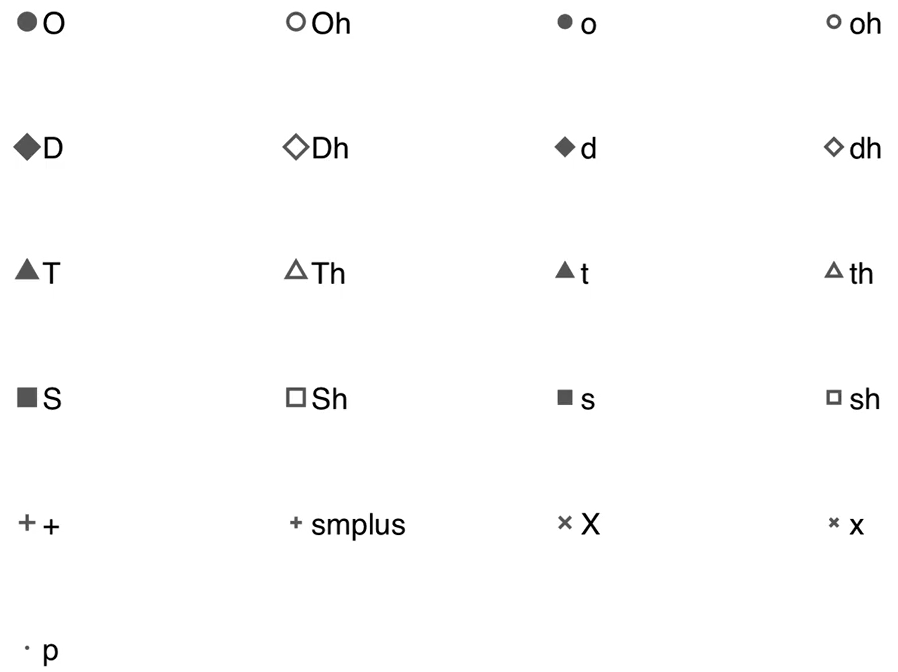 O Oh o oh
D Dh d dh
T Th t th
S Sh s sh
+ smplus X x
p